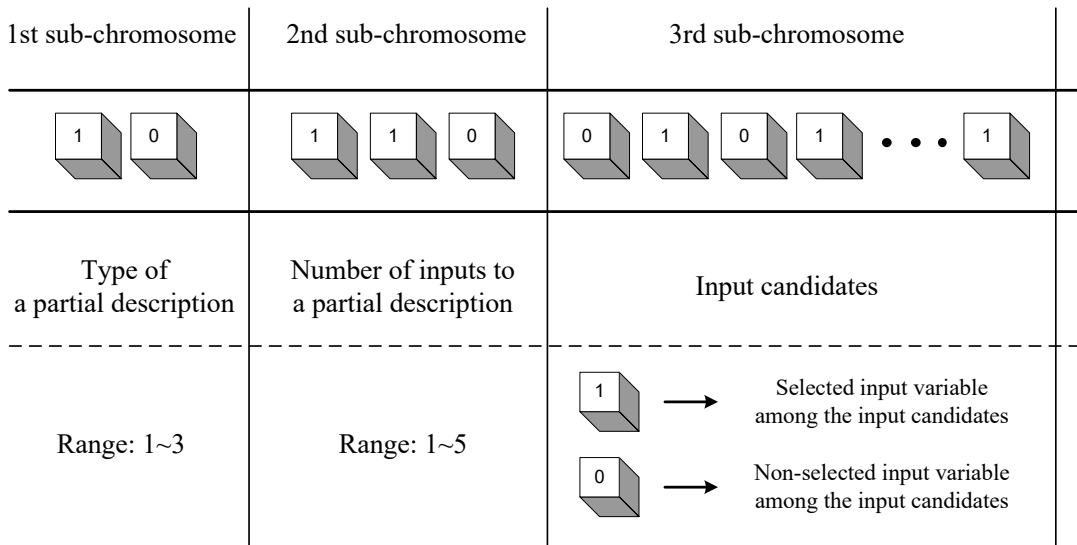 1st sub-chromosome 2nd sub-chromosome 3rd sub-chromosome
1 0 1 1 0 0 1 0 1 • • • 1
Type of
a partial description
Number of inputs to
a partial description
Input candidates
Range: 1~3
Range: 1~5
1
Selected input variable
among the input candidates
0
Non-selected input variable
among the input candidates